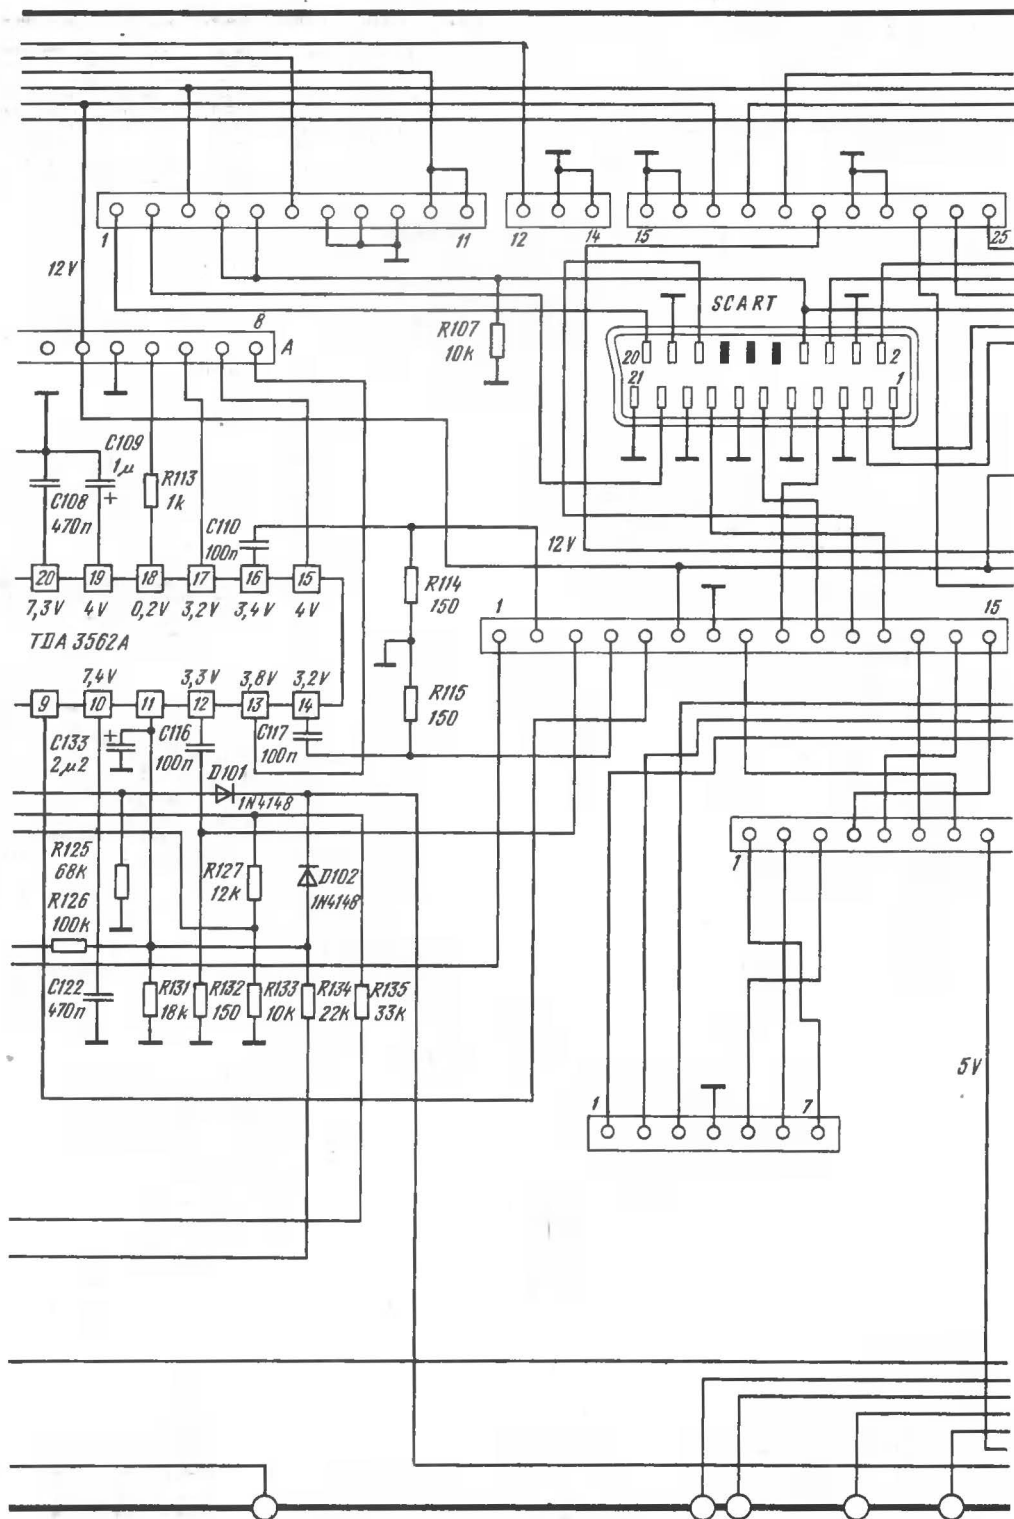 1
11
12
14
15
25
12V
SCART
8
A
R107
10k
20
2
21
1
C109
1μ
+
C108
470n
R113
1k
C110
100n
12V
R114
150
20
19
18
17
16
15
7,3V
4V
0,2V
3,2V
3,4V
4V
1
15
TDA 3562A
7,4V
3,3V
3,8V
3,2V
9
10
11
12
13
14
R115
150
C133
2μ2
+
C116
100n
C117
100n
D101
1N4148
R125
68k
R127
12k
D102
1N4148
1
R126
100k
C122
470n
R131
18k
R132
150
R133
10k
R134
22k
R135
33k
5V
1
7